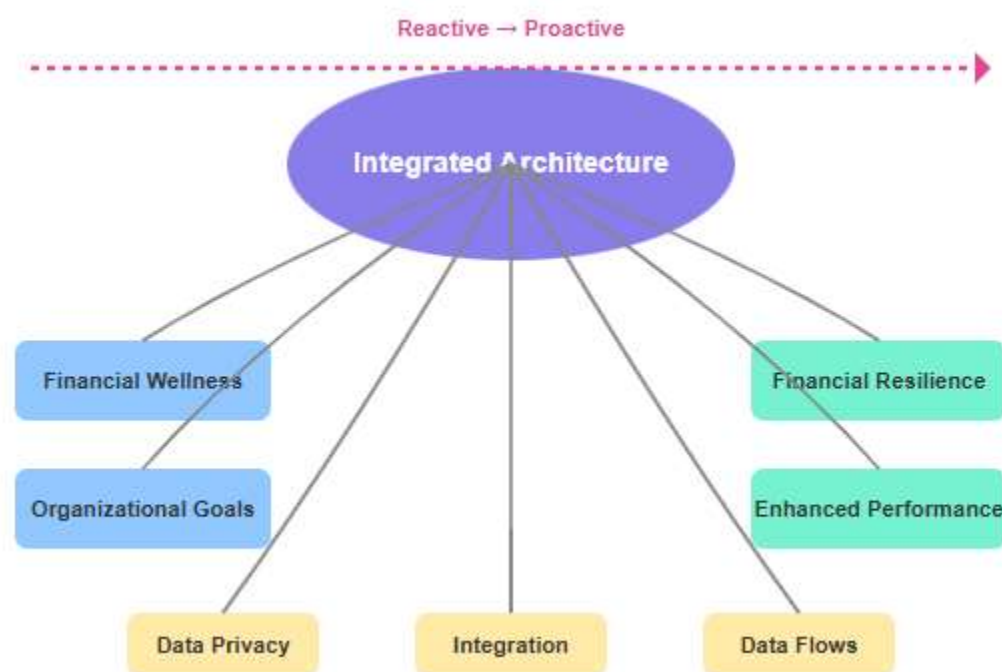 Reactive → Proactive
Integrated Architecture
Financial Wellness
Financial Resilience
Organizational Goals
Enhanced Performance
Data Privacy
Integration
Data Flows